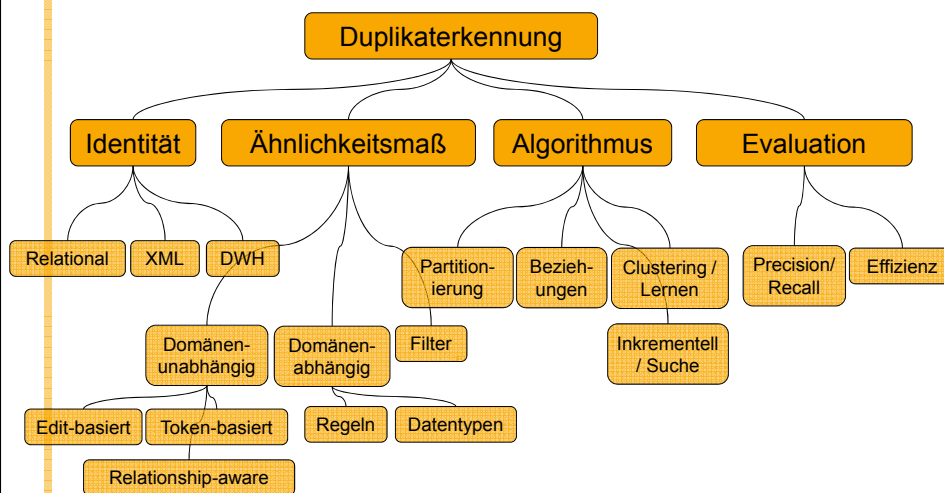 Duplikaterkennung
Identität
Ähnlichkeitsmaß
Algorithmus
Evaluation
Relational
XML
DWH
Partition-
ierung
Bezieh-
ungen
Clustering /
Lernen
Precision/
Recall
Effizienz
Domänen-
unabhängig
Domänen-
abhängig
Filter
Inkrementell
/ Suche
Edit-basiert
Token-basiert
Regeln
Datentypen
Relationship-aware